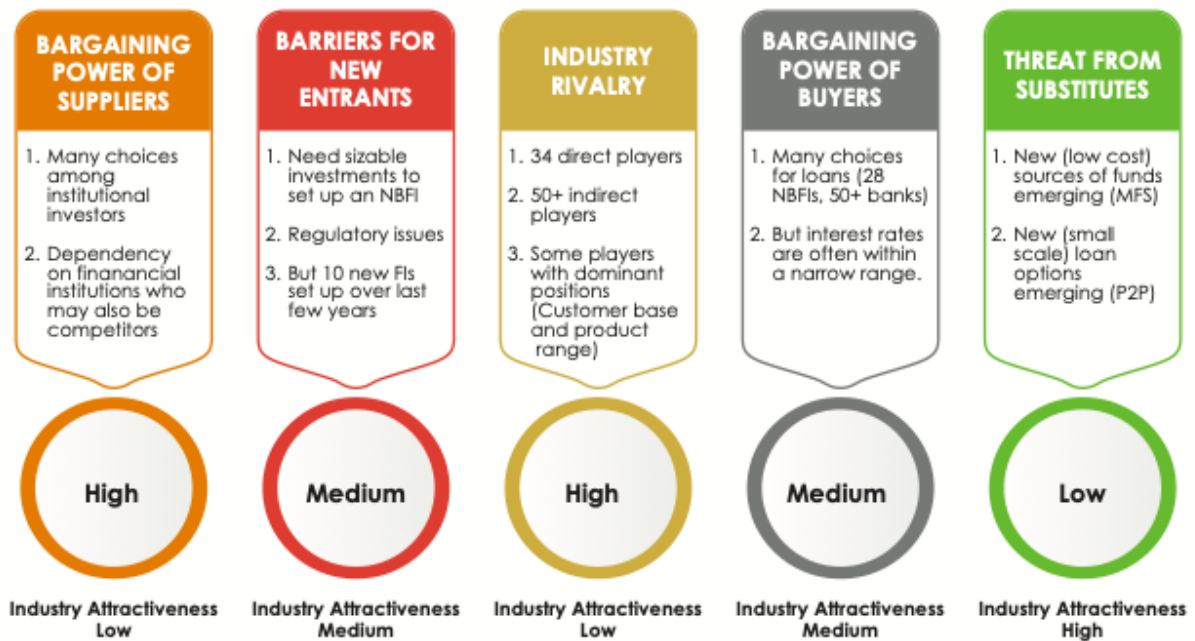 BARGAINING
POWER OF
SUPPLIERS
1. Many choices
among
institutional
investors
2. Dependency
on finanancial
institutions who
may also be
competitors
High
Industry Attractiveness
Low
BARRIERS FOR
NEW
ENTRANTS
1. Need sizable
investments to
set up an NBFI
2. Regulatory issues
3. But 10 new FIs
set up over last
few years
Medium
Industry Attractiveness
Medium
INDUSTRY
RIVALRY
1. 34 direct players
2. 50+ indirect
players
3. Some players
with dominant
positions
(Customer base
and product
range)
High
Industry Attractiveness
Low
BARGAINING
POWER OF
BUYERS
1. Many choices
for loans (28
NBFIs, 50+ banks)
2. But interest rates
are often within
a narrow range.
Medium
Industry Attractiveness
Medium
THREAT FROM
SUBSTITUTES
1. New (low cost)
sources of funds
emerging (MFS)
2. New (small
scale) loan
options
emerging (P2P)
Low
Industry Attractiveness
High